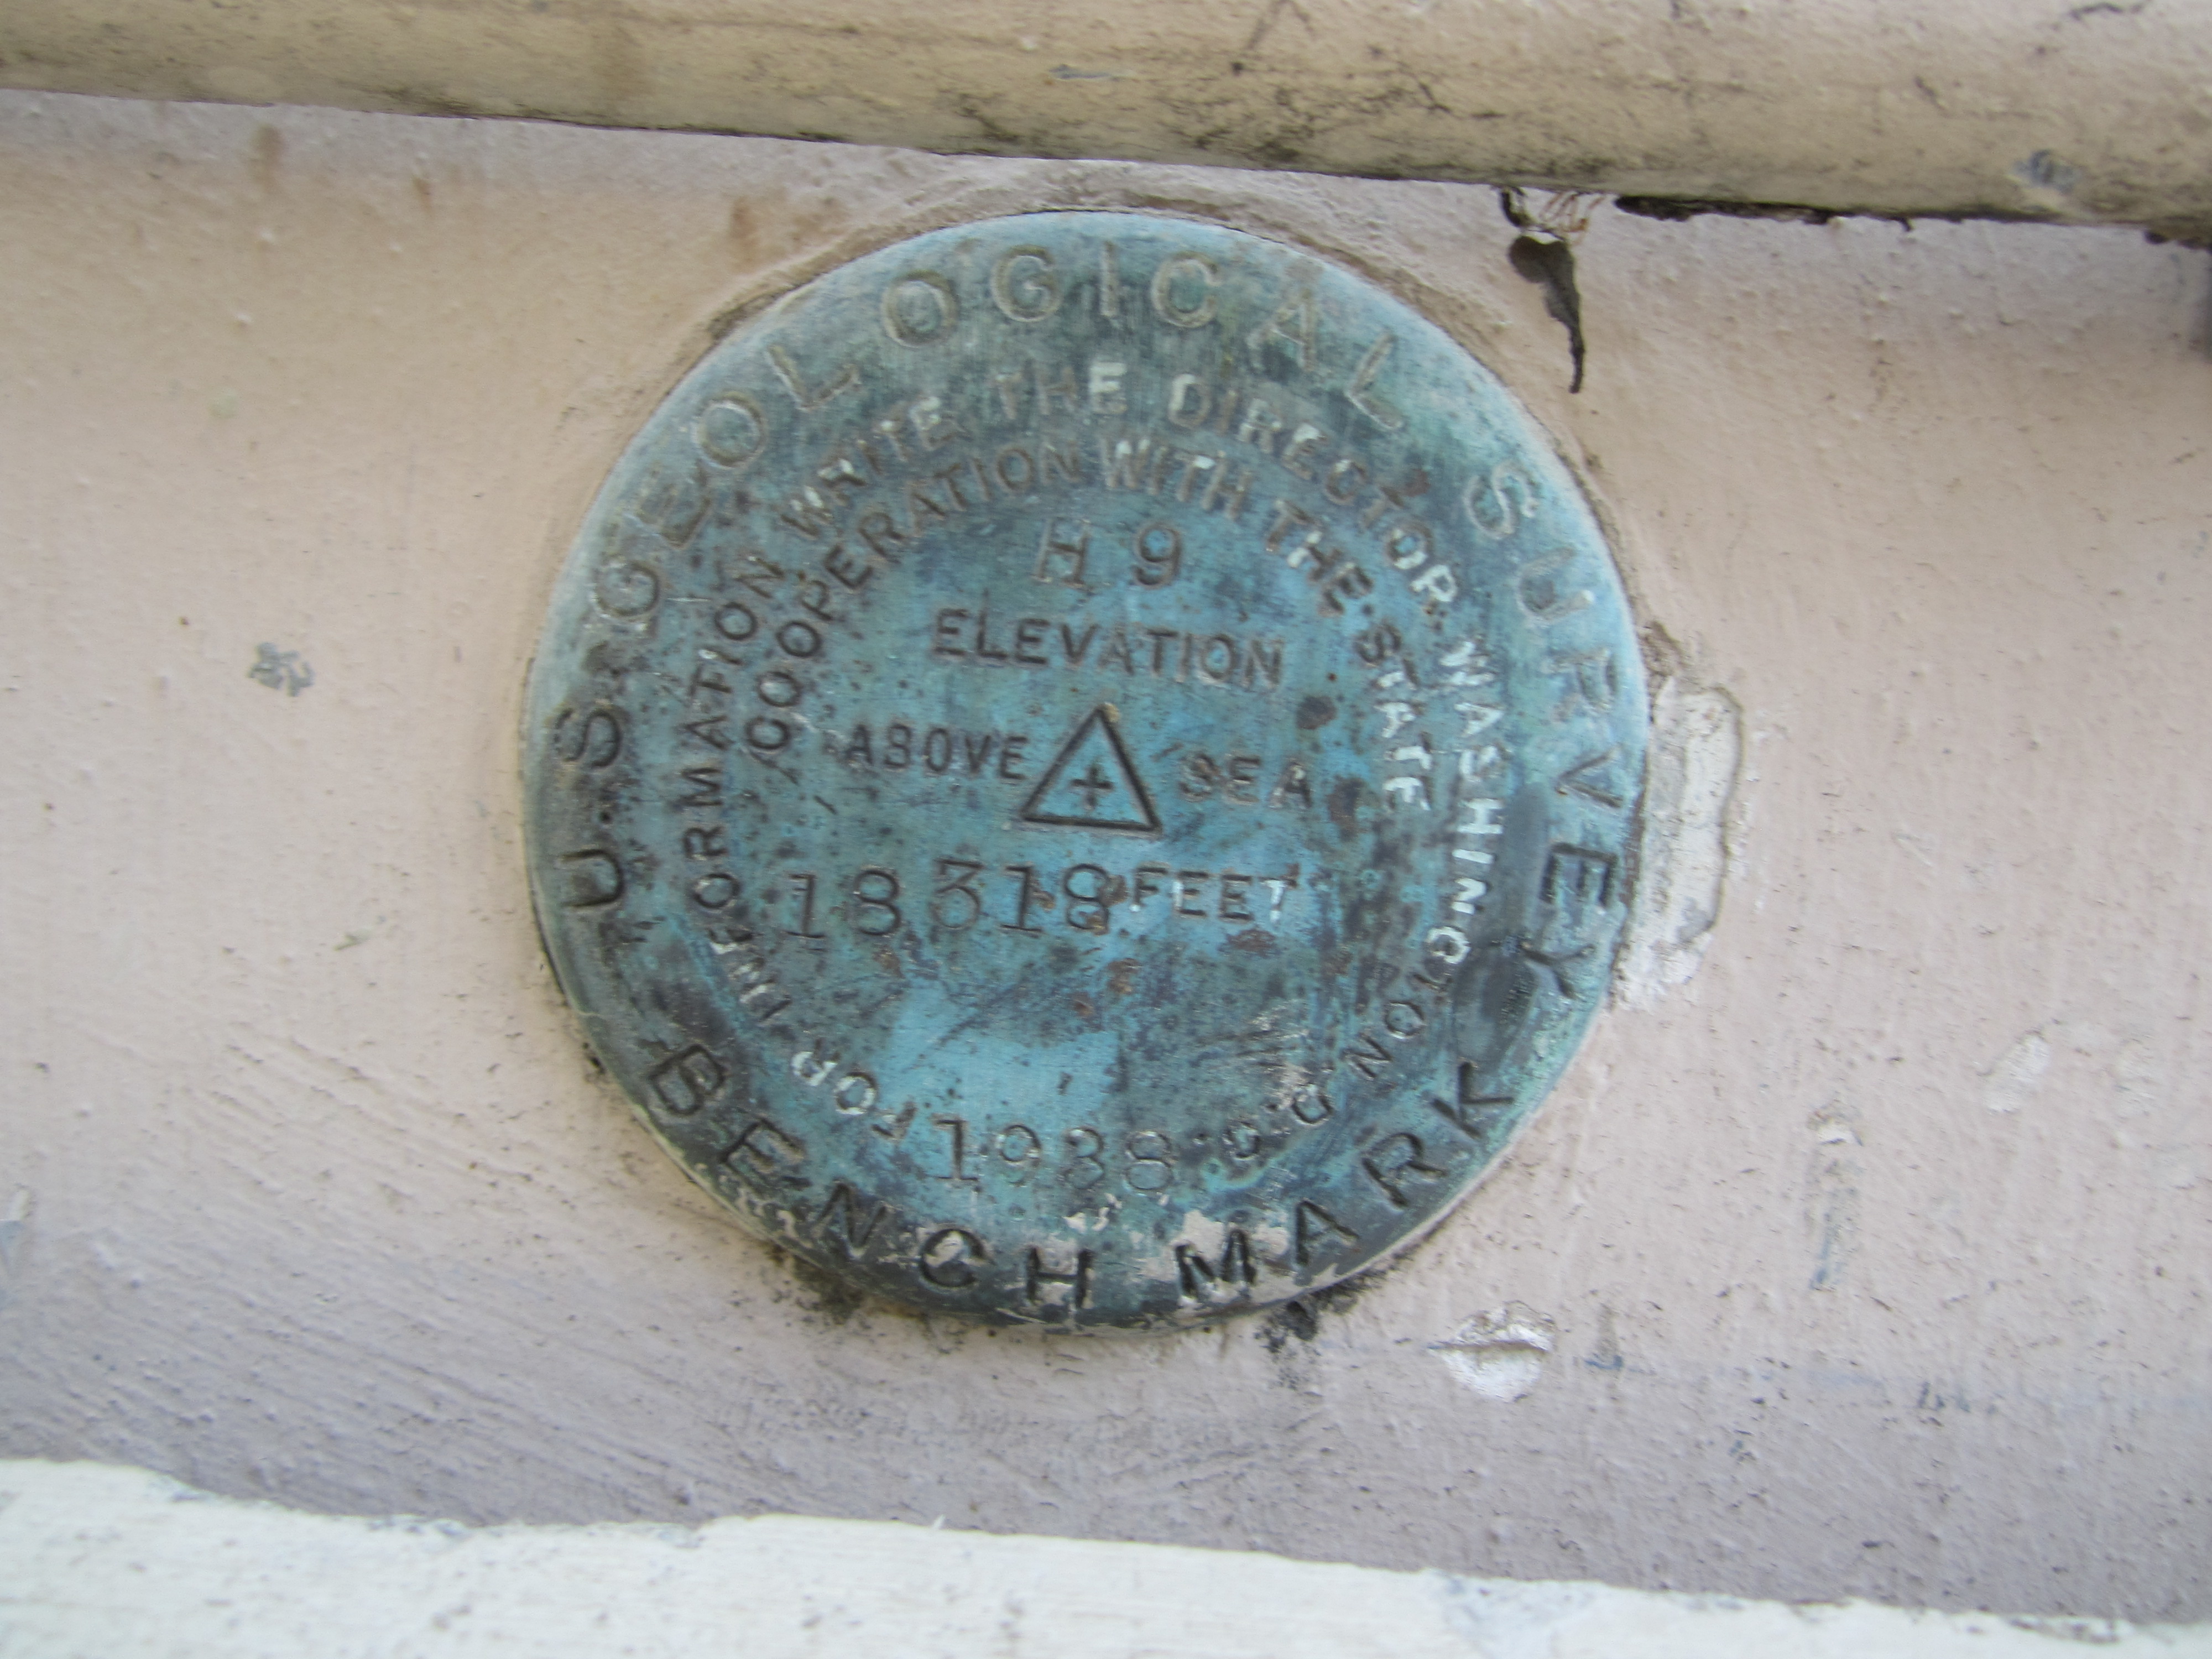 U.S. GEOLOGICAL SURVEY
FOR INFORMATION WRITE THE DIRECTOR, WASHINGTON D.C.
COOPERATION WITH THE STATE
H 9
ELEVATION
ABOVE SEA
18318 FEET
1938
BENCH MARK